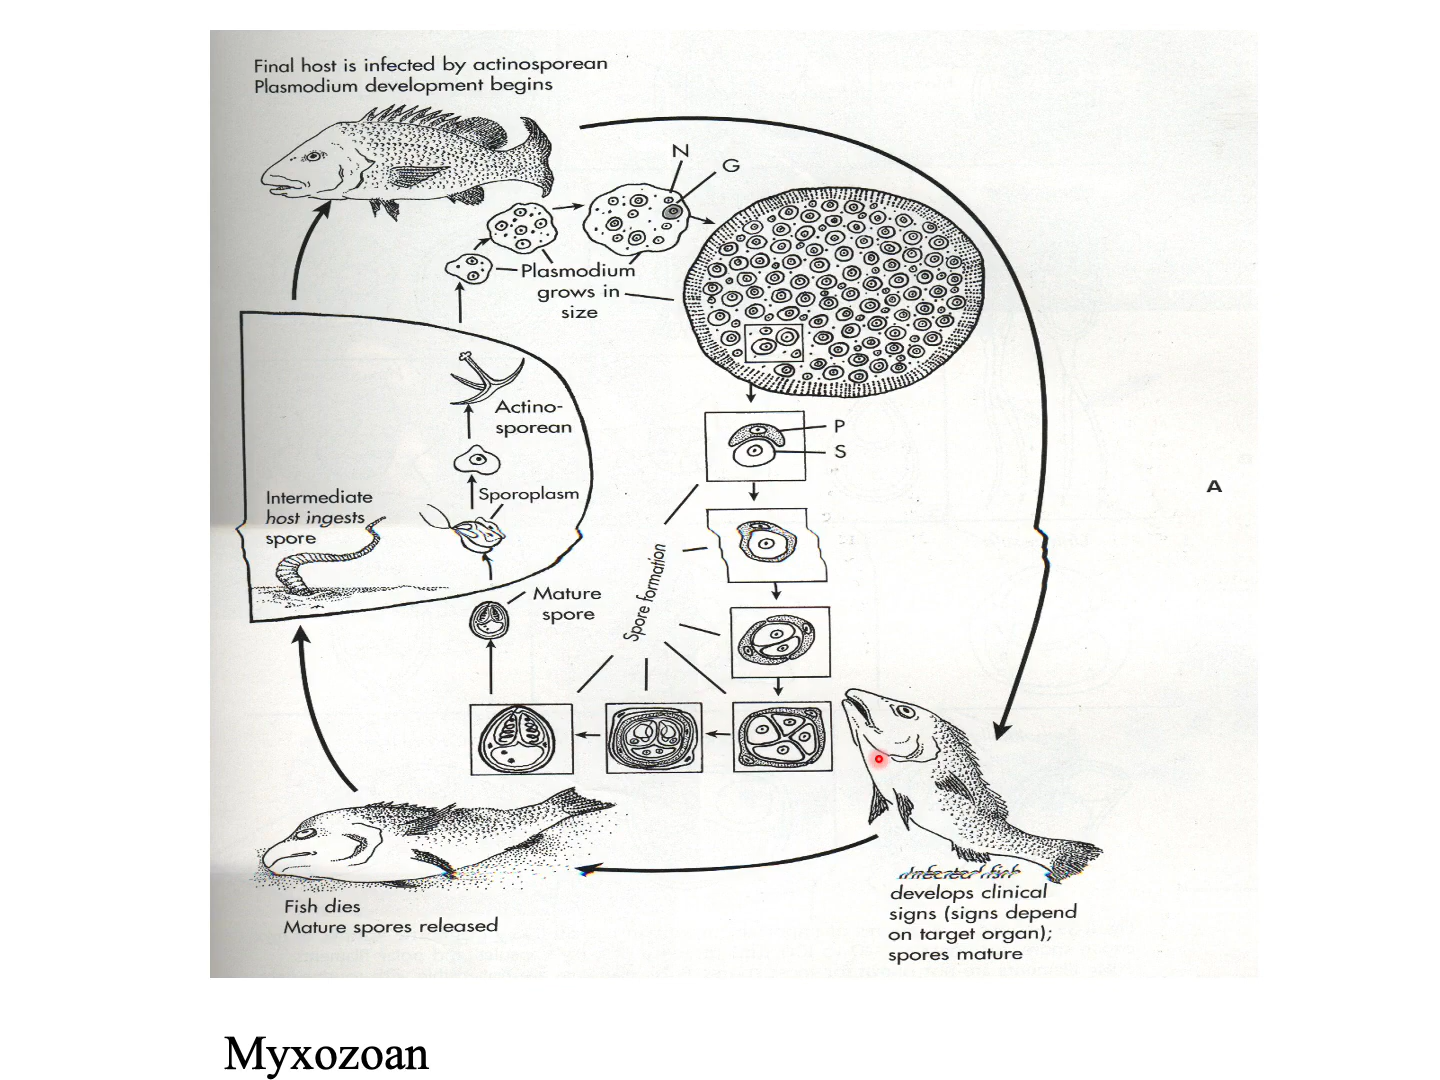 Final host is infected by actinosporean
Plasmodium development begins
N
G
Plasmodium
grows in
size
Actino-
sporean
P
S
A
Intermediate
host ingests
spore
Sporoplasm
Mature
spore
Spore formation
Infected fish
develops clinical
signs (signs depend
on target organ);
spores mature
Fish dies
Mature spores released
Myxozoan